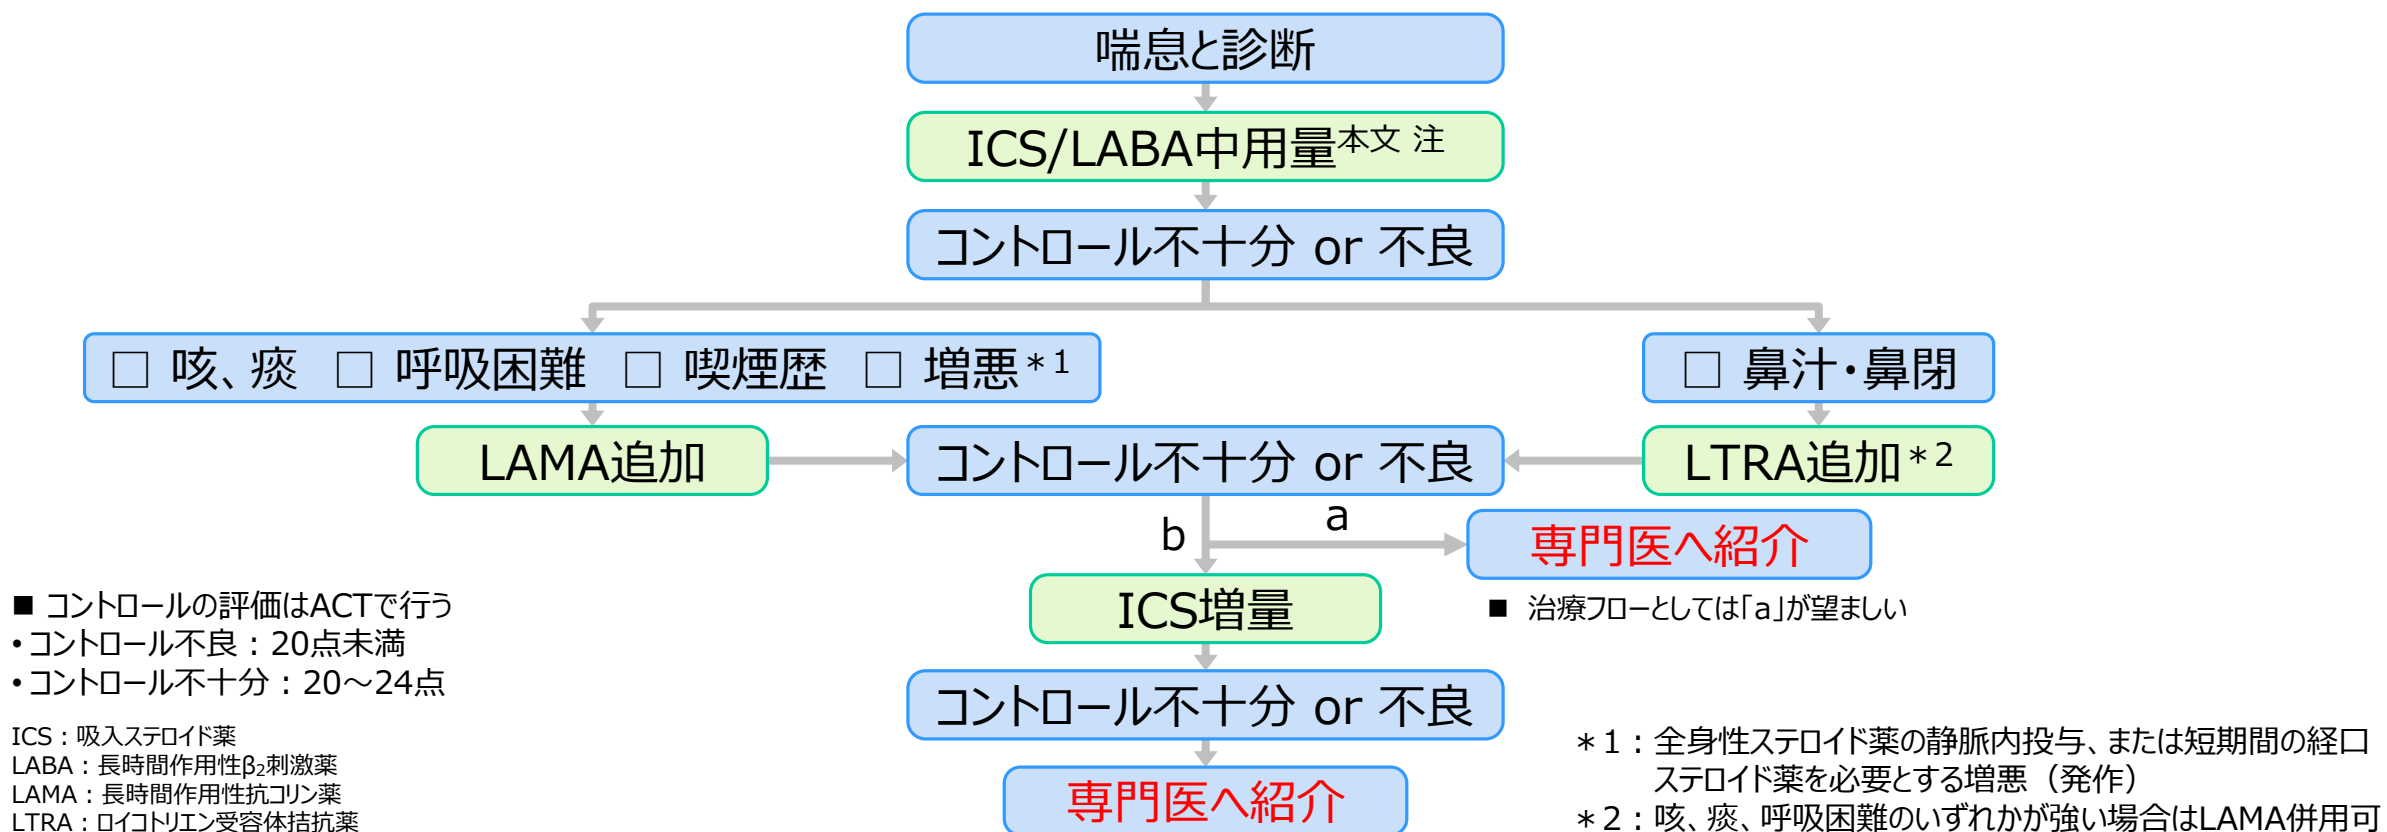 喘息と診断
ICS/LABA中用量本文 注
コントロール不十分 or 不良
□ 咳、痰 □ 呼吸困難 □ 喫煙歴 □ 増悪＊1
□ 鼻汁・鼻閉
LAMA追加
コントロール不十分 or 不良
LTRA追加＊2
b
a
専門医へ紹介
ICS増量
■ 治療フローとしては「a」が望ましい
コントロール不十分 or 不良
専門医へ紹介
■ コントロールの評価はACTで行う
• コントロール不良：20点未満
• コントロール不十分：20～24点
ICS：吸入ステロイド薬
LABA：長時間作用性β₂刺激薬
LAMA：長時間作用性抗コリン薬
LTRA：ロイコトリエン受容体拮抗薬
＊1：全身性ステロイド薬の静脈内投与、または短期間の経口
ステロイド薬を必要とする増悪（発作）
＊2：咳、痰、呼吸困難のいずれかが強い場合はLAMA併用可